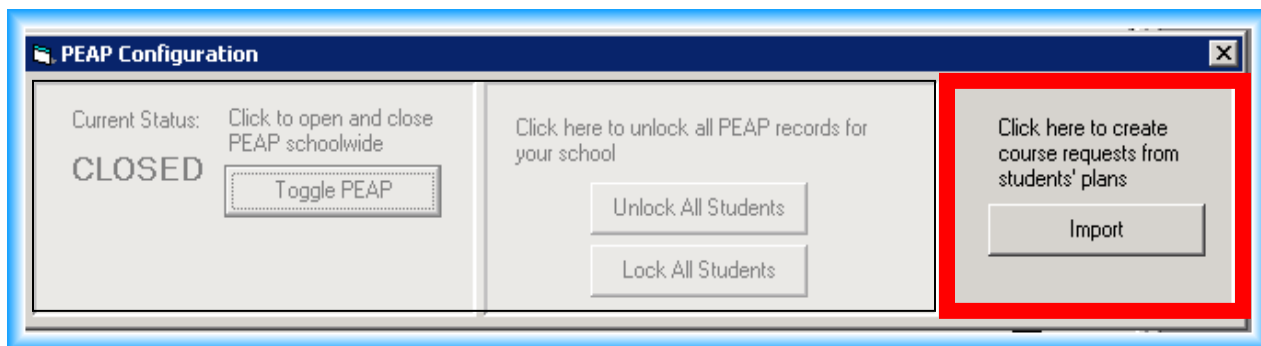 PEAP Configuration
Current Status:
CLOSED
Click to open and close
PEAP schoolwide
Toggle PEAP
Click here to unlock all PEAP records for
your school
Unlock All Students
Lock All Students
Click here to create
course requests from
students' plans
Import